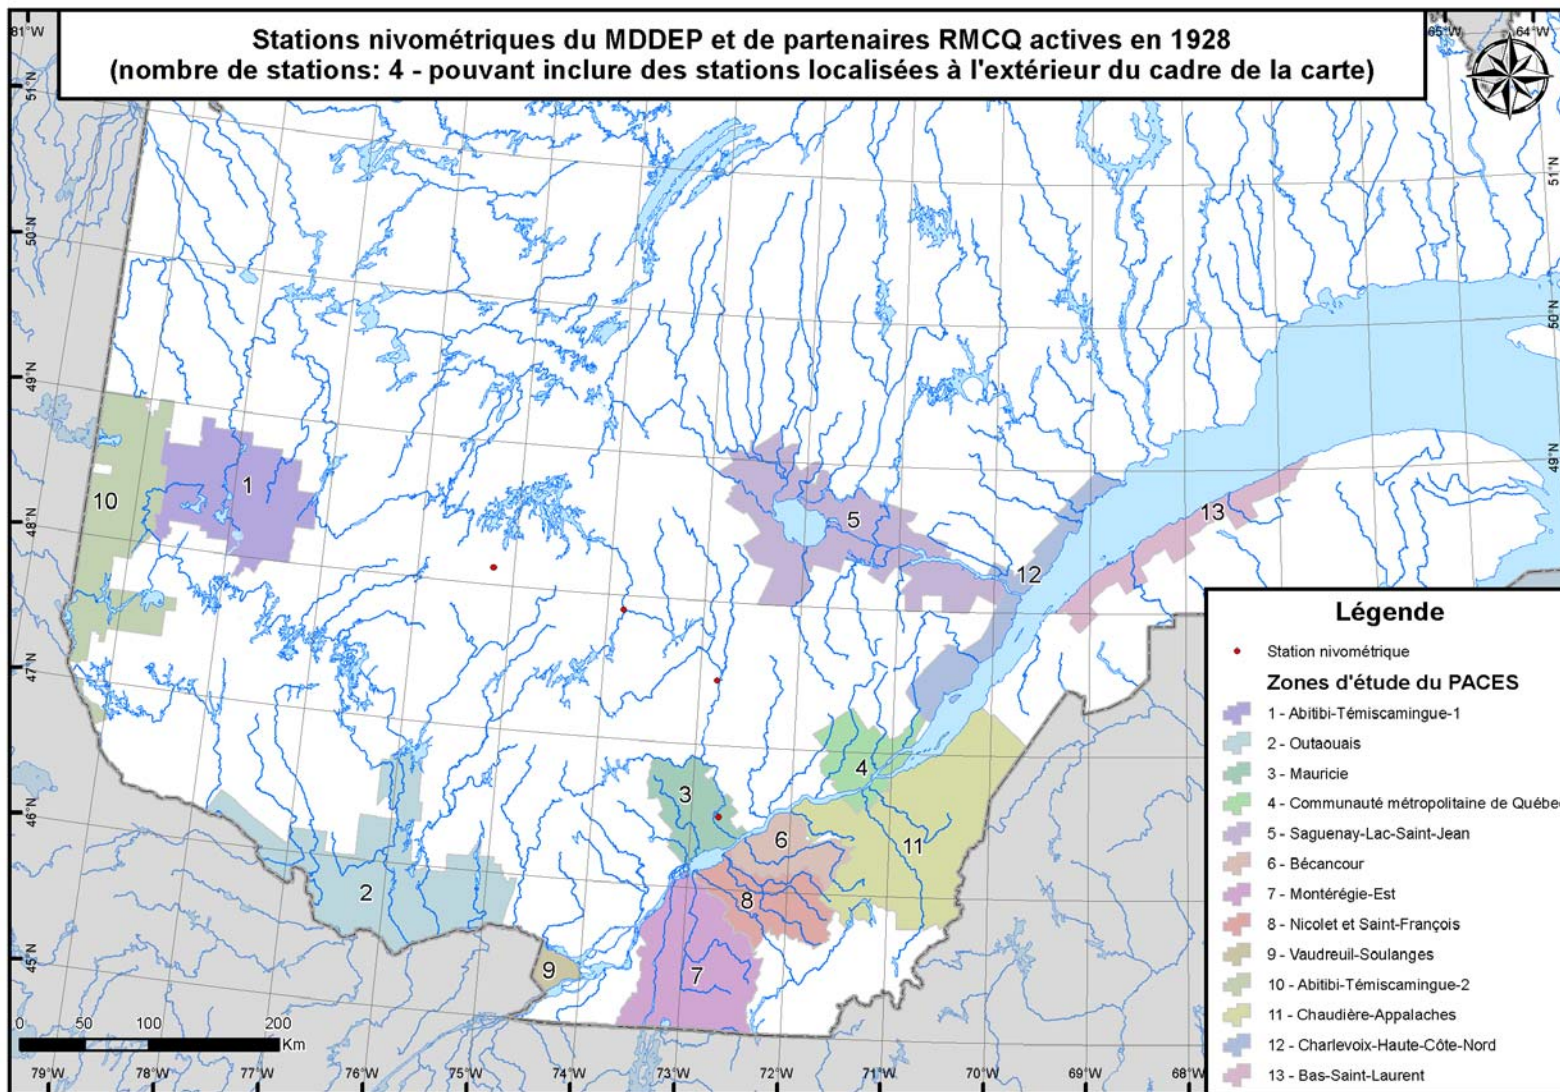 Stations nivométriques du MDDEP et de partenaires RMCQ actives en 1928
(nombre de stations: 4 - pouvant inclure des stations localisées à l'extérieur du cadre de la carte)
81°W
65°W
64°W
51°N
50°N
49°N
48°N
47°N
46°N
45°N
51°N
50°N
49°N
1
10
5
13
12
4
3
6
11
2
8
9
7
0 50 100 200
Km
79°W 78°W 77°W 76°W 75°W 74°W 73°W 72°W 71°W 70°W 69°W 68°W
Légende
Station nivométrique
Zones d'étude du PACES
1 - Abitibi-Témiscamingue-1
2 - Outaouais
3 - Mauricie
4 - Communauté métropolitaine de Québe
5 - Saguenay-Lac-Saint-Jean
6 - Bécancour
7 - Montérégie-Est
8 - Nicolet et Saint-François
9 - Vaudreuil-Soulanges
10 - Abitibi-Témiscamingue-2
11 - Chaudière-Appalaches
12 - Charlevoix-Haute-Côte-Nord
13 - Bas-Saint-Laurent